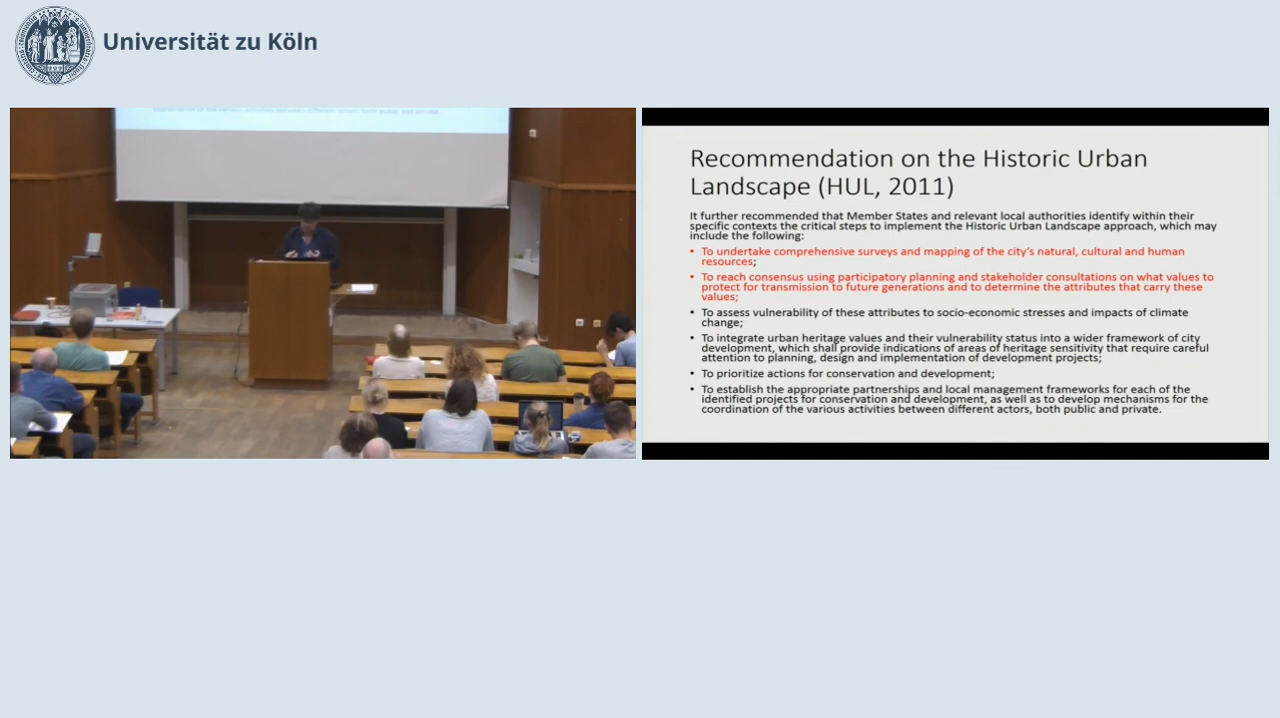 Universität zu Köln
Recommendation on the Historic Urban
Landscape (HUL, 2011)
It further recommended that Member States and relevant local authorities identify within their
specific contexts the critical steps to implement the Historic Urban Landscape approach, which may
include the following:
• To undertake comprehensive surveys and mapping of the city's natural, cultural and human
resources;
• To reach consensus using participatory planning and stakeholder consultations on what values to
protect for transmission to future generations and to determine the attributes that carry these
values;
• To assess vulnerability of these attributes to socio-economic stresses and impacts of climate
change;
• To integrate urban heritage values and their vulnerability status into a wider framework of city
development, which shall provide indications of areas of heritage sensitivity that require careful
attention to planning, design and implementation of development projects;
• To prioritize actions for conservation and development;
• To establish the appropriate partnerships and local management frameworks for each of the
identified projects for conservation and development, as well as to develop mechanisms for the
coordination of the various activities between different actors, both public and private.